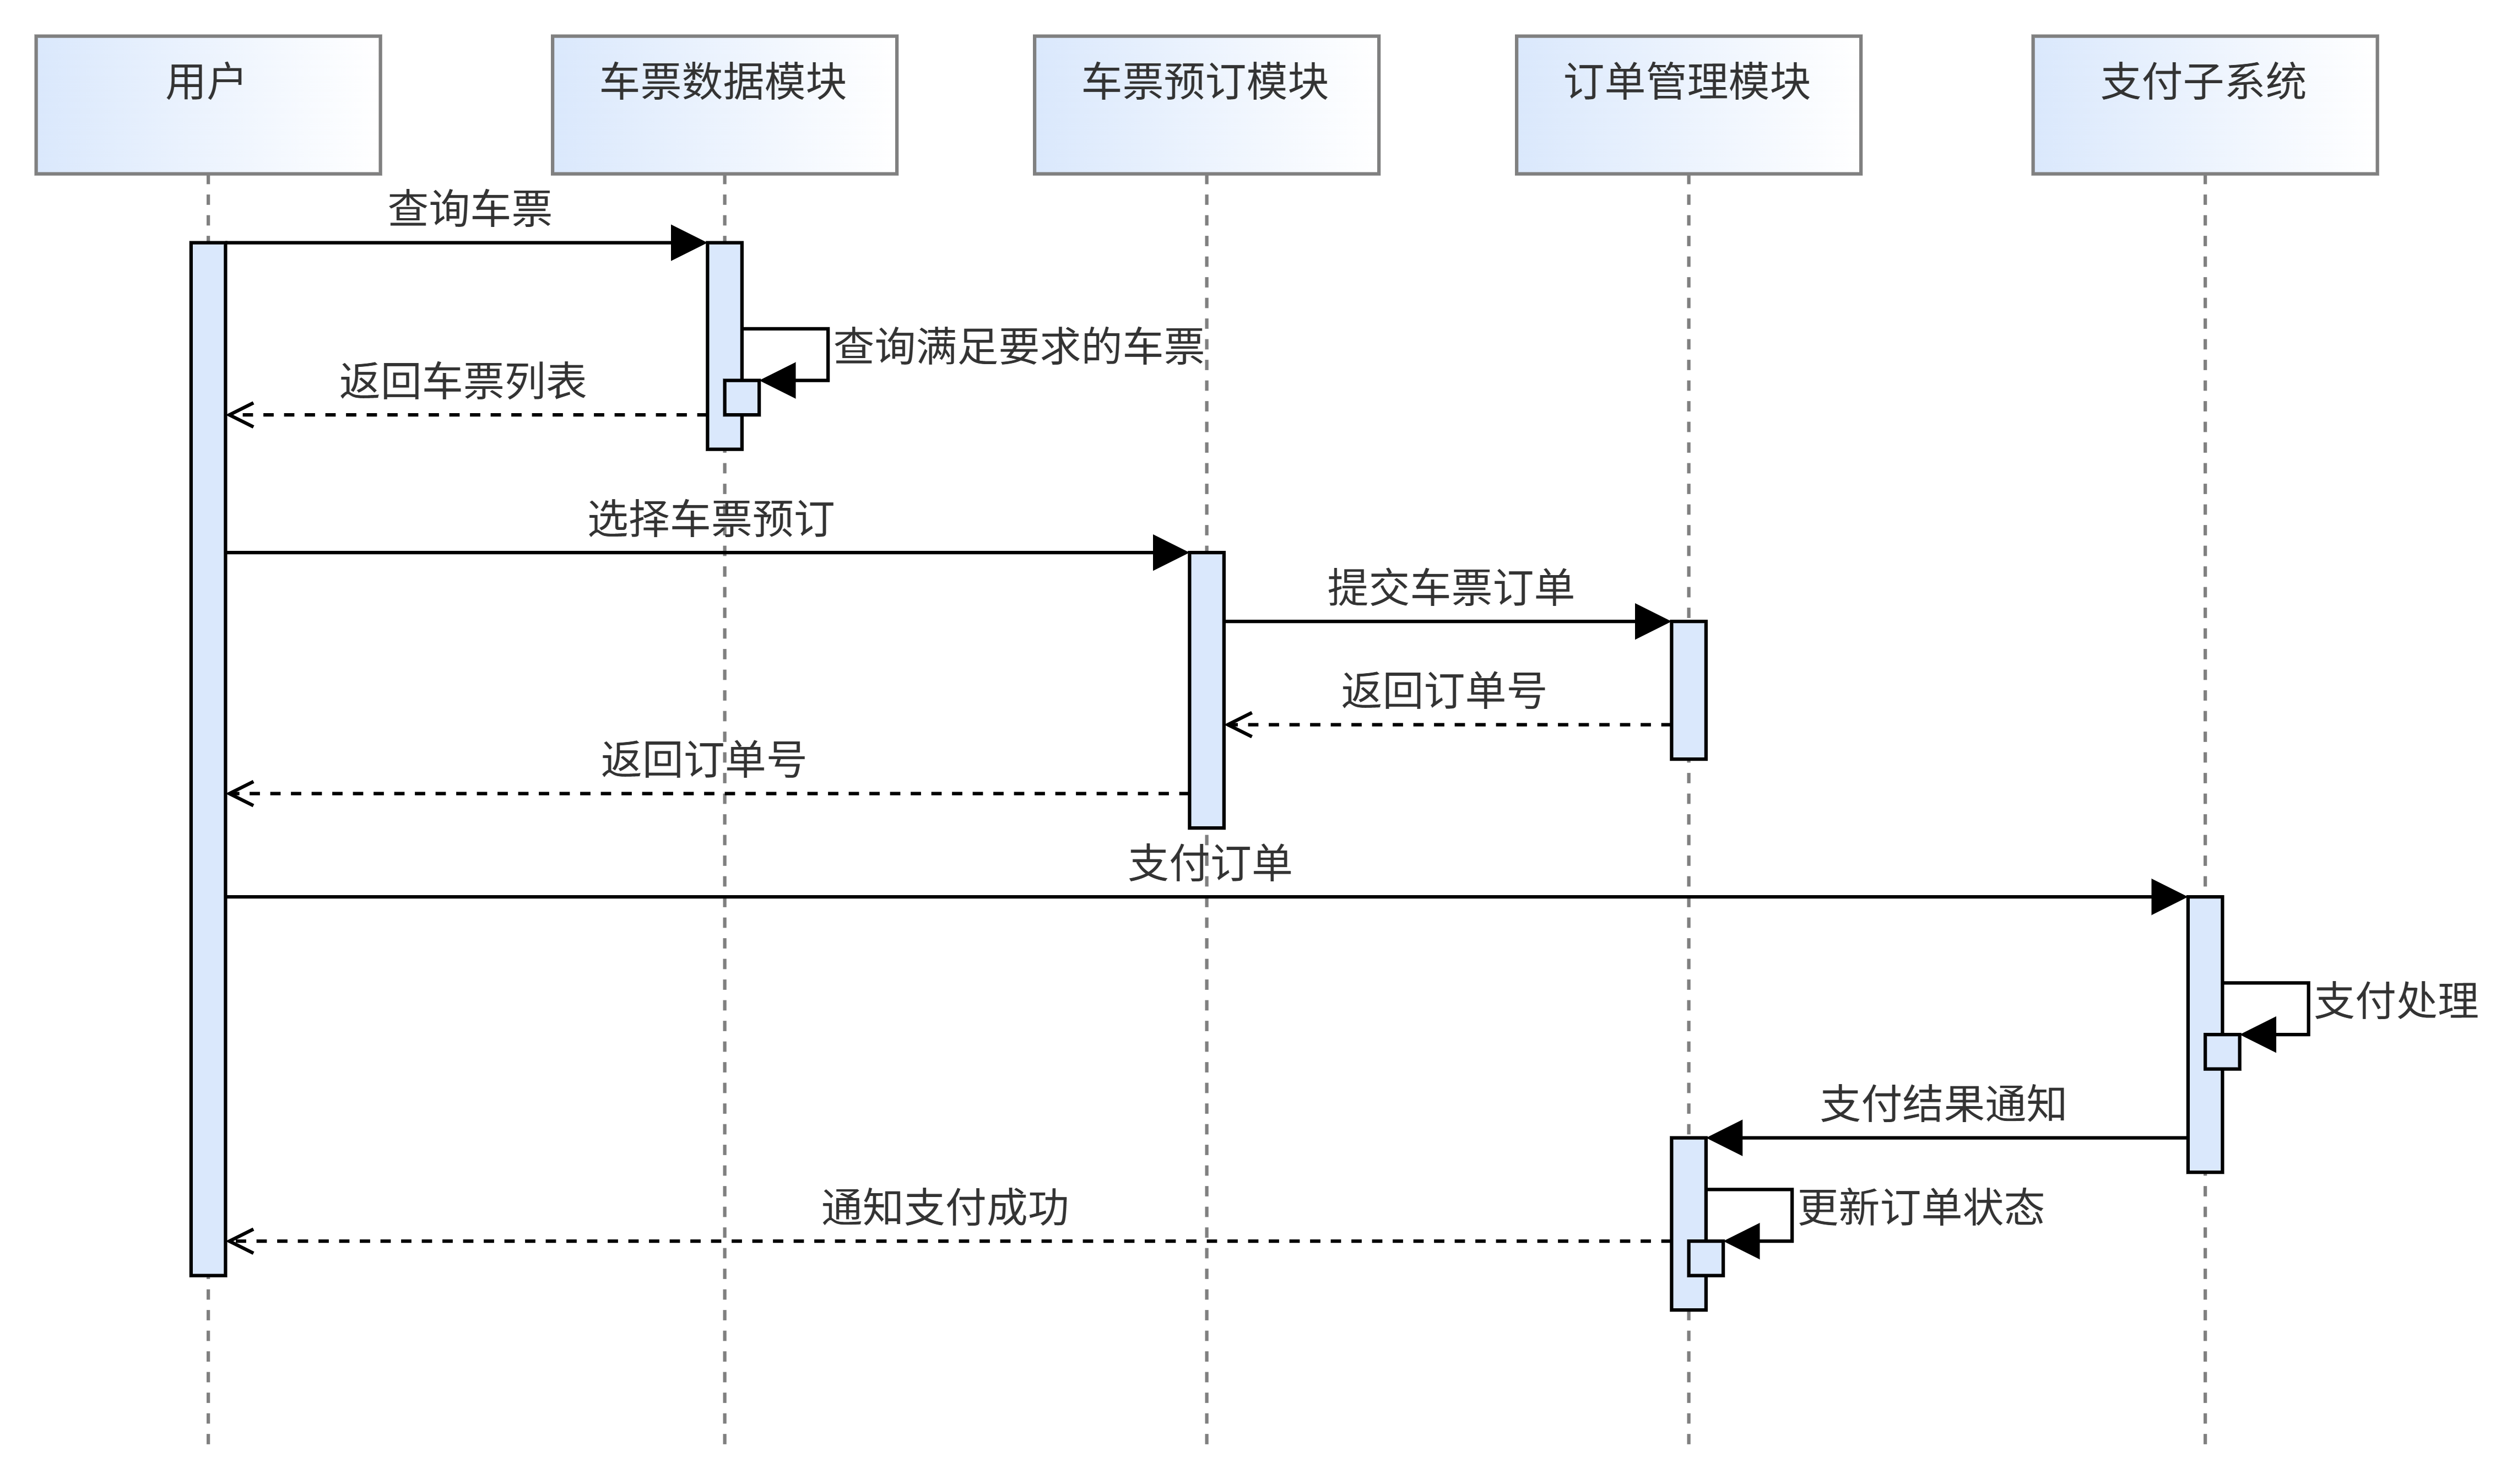 用户
车票数据模块
车票预订模块
订单管理模块
支付子系统
查询车票
查询满足要求的车票
返回车票列表
选择车票预订
提交车票订单
返回订单号
返回订单号
支付订单
支付处理
支付结果通知
通知支付成功
更新订单状态